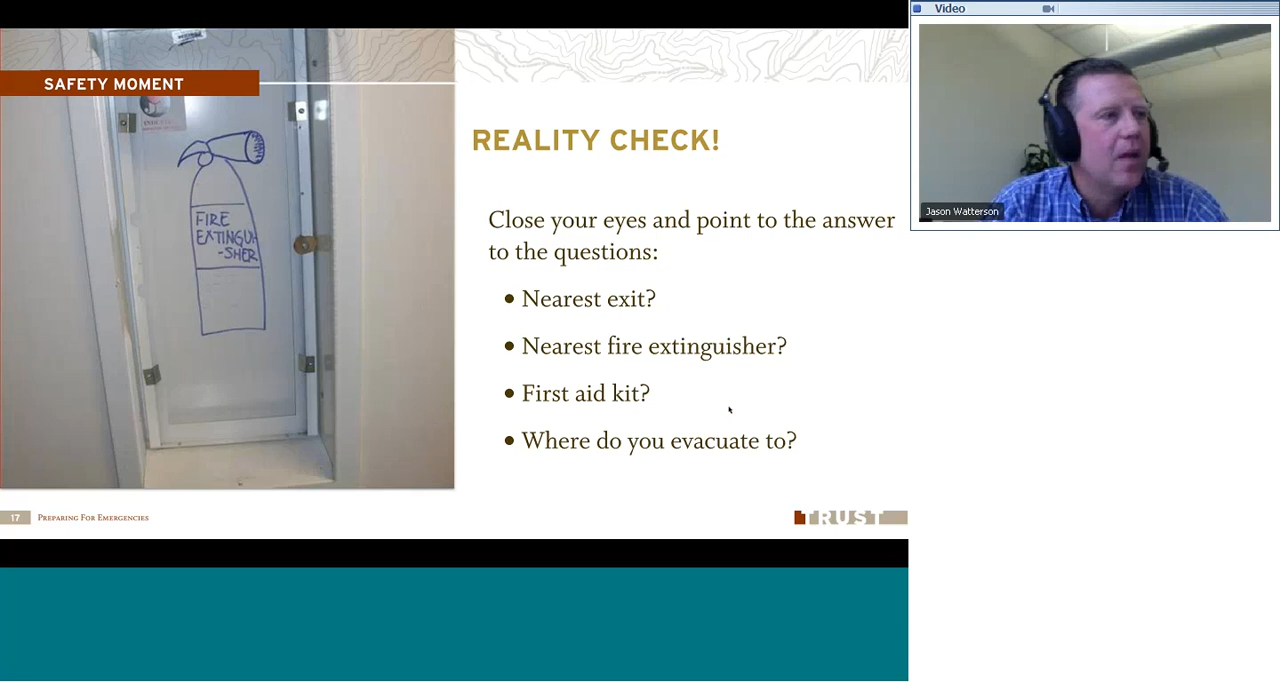 Video
SAFETY MOMENT
REALITY CHECK!
FIRE
EXTINGUI
-SHER
Close your eyes and point to the answer
to the questions:
• Nearest exit?
• Nearest fire extinguisher?
• First aid kit?
• Where do you evacuate to?
Jason Watterson
17 Preparing For Emergencies
TRUST